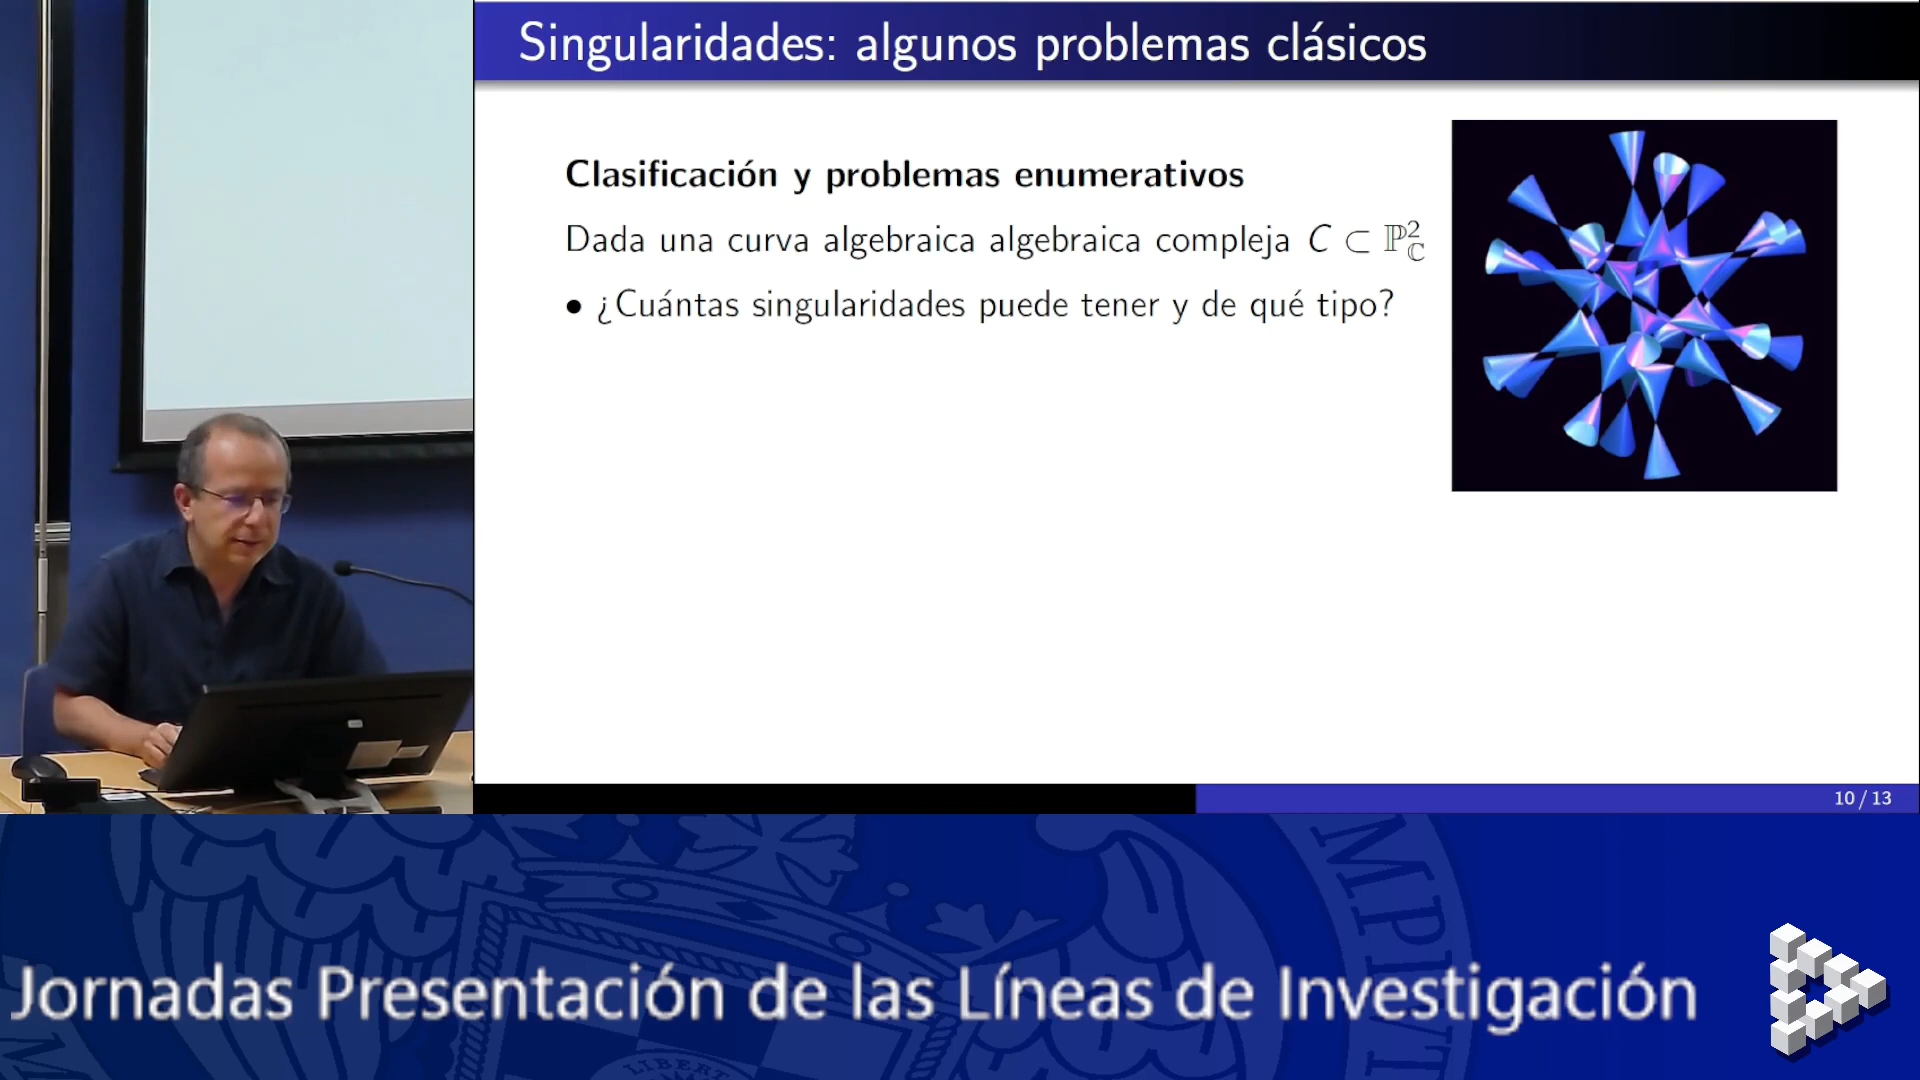 Singularidades: algunos problemas clásicos
Clasificación y problemas enumerativos
Dada una curva algebraica algebraica compleja C ⊂ ℙ²_ℂ
• ¿Cuántas singularidades puede tener y de qué tipo?
10 / 13
Jornadas Presentación de las Líneas de Investigación
LIBERT